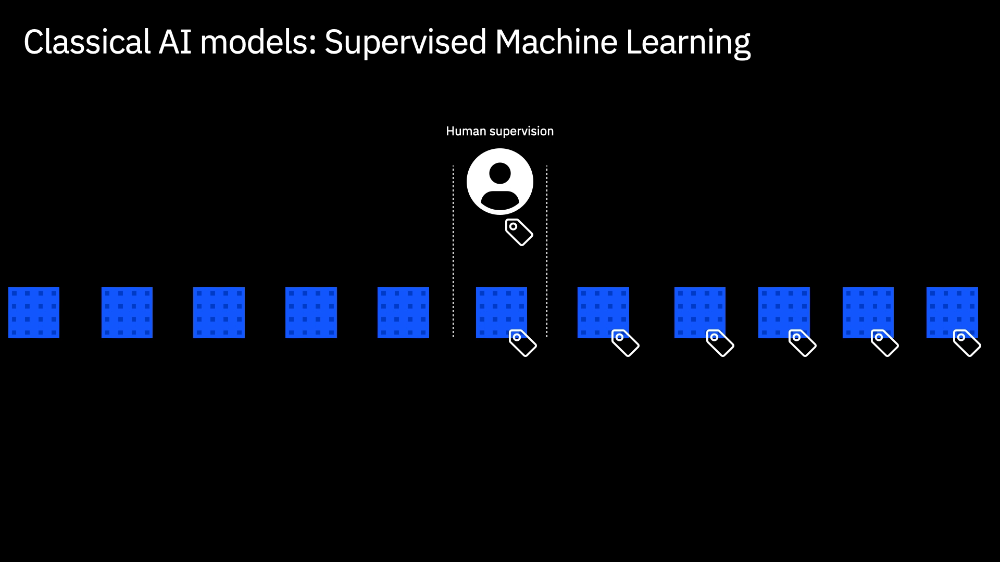 Classical AI models: Supervised Machine Learning
Human supervision